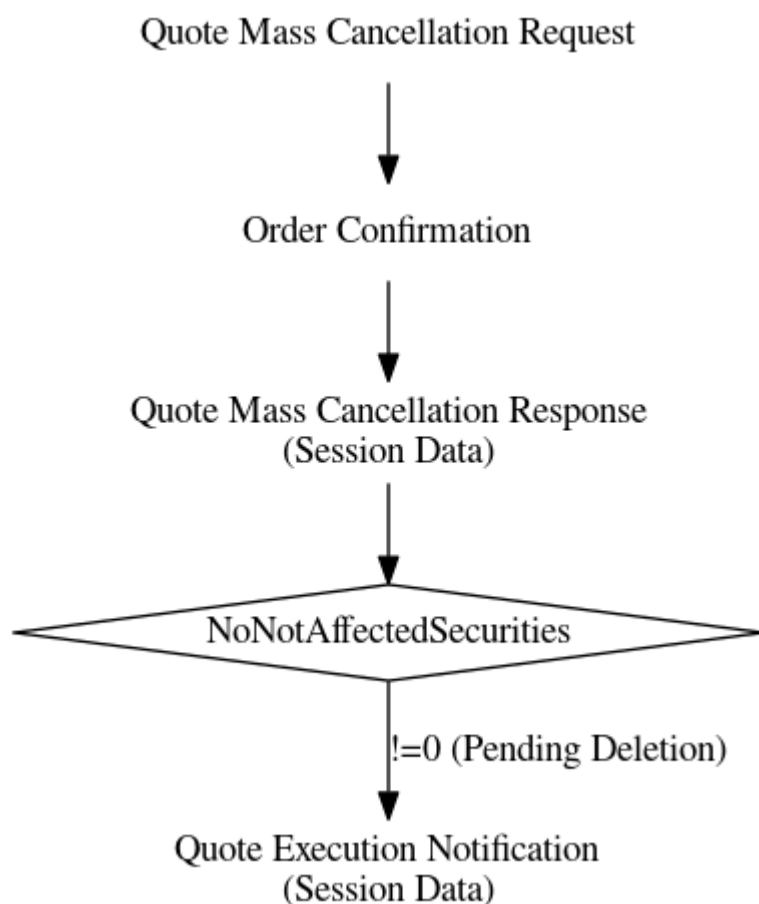 Quote Mass Cancellation Request
Order Confirmation
Quote Mass Cancellation Response
(Session Data)
NoNotAffectedSecurities
!=0 (Pending Deletion)
Quote Execution Notification
(Session Data)